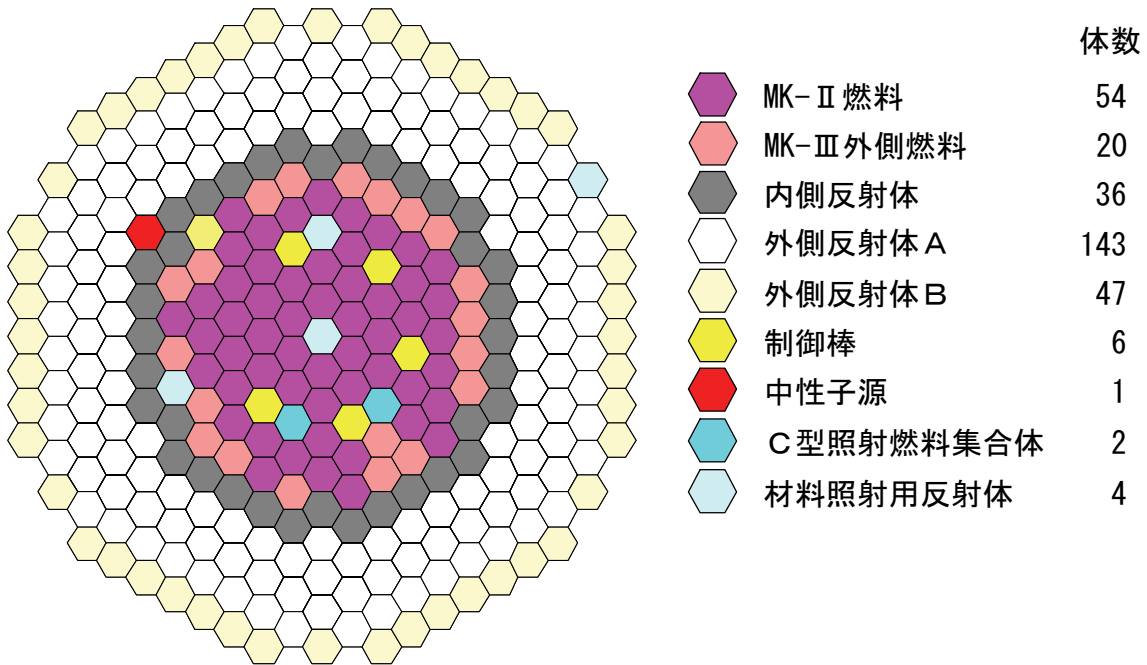 体数
MK-Ⅱ燃料 54
MK-Ⅲ外側燃料 20
内側反射体 36
外側反射体A 143
外側反射体B 47
制御棒 6
中性子源 1
C型照射燃料集合体 2
材料照射用反射体 4